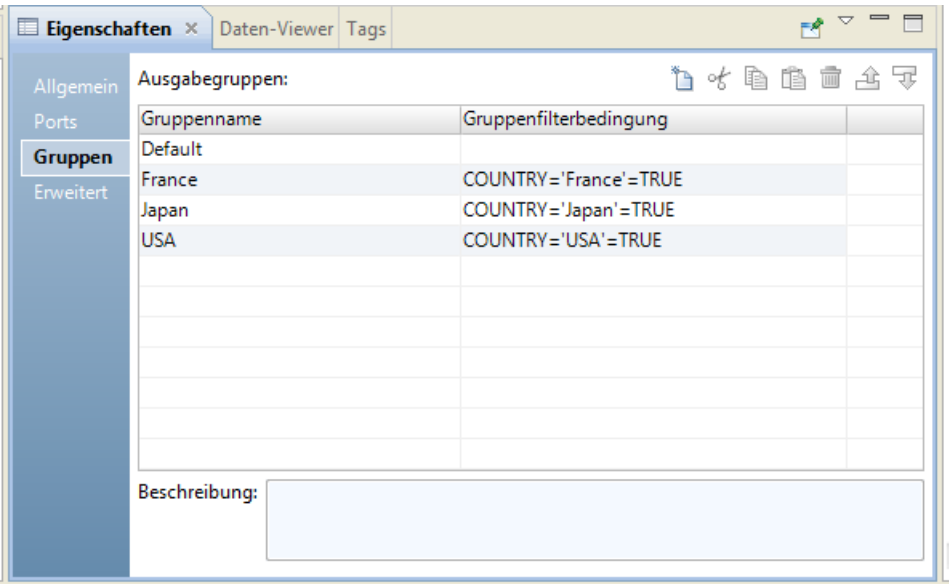 Eigenschaften Daten-Viewer Tags
Allgemein
Ports
Gruppen
Erweitert
Ausgabegruppen:
Gruppenname Gruppenfilterbedingung
Default
France COUNTRY='France'=TRUE
Japan COUNTRY='Japan'=TRUE
USA COUNTRY='USA'=TRUE
Beschreibung: